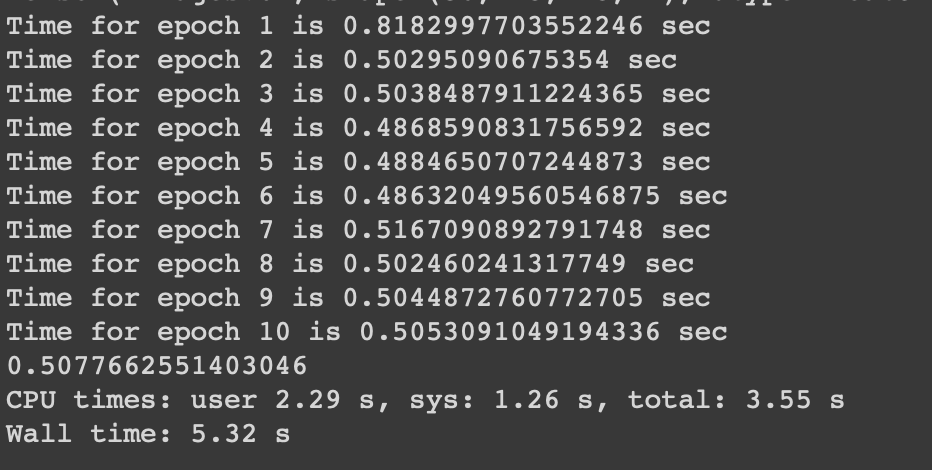 Time for epoch 1 is 0.8182997703552246 sec
Time for epoch 2 is 0.50295090675354 sec
Time for epoch 3 is 0.5038487911224365 sec
Time for epoch 4 is 0.4868590831756592 sec
Time for epoch 5 is 0.4884650707244873 sec
Time for epoch 6 is 0.48632049560546875 sec
Time for epoch 7 is 0.5167090892791748 sec
Time for epoch 8 is 0.502460241317749 sec
Time for epoch 9 is 0.5044872760772705 sec
Time for epoch 10 is 0.5053091049194336 sec
0.5077662551403046
CPU times: user 2.29 s, sys: 1.26 s, total: 3.55 s
Wall time: 5.32 s